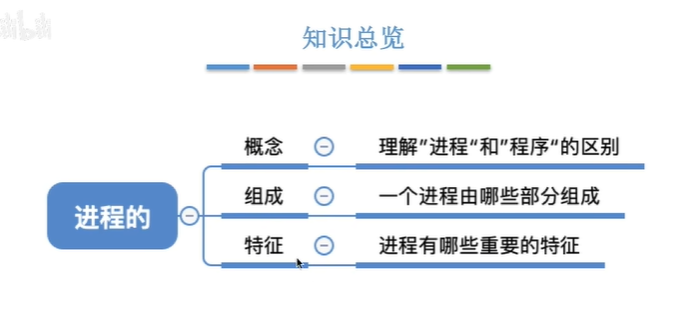 知识总览
概念
理解”进程“和”程序“的区别
进程的
组成
一个进程由哪些部分组成
特征
进程有哪些重要的特征